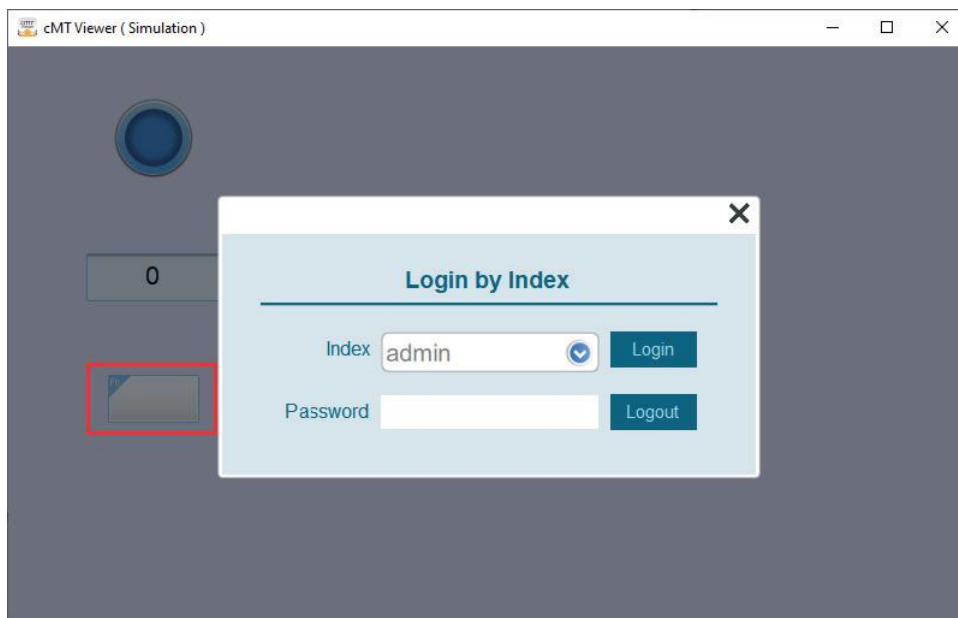 cMT Viewer ( Simulation )
0
Login by Index
Index
admin
Login
Password
Logout